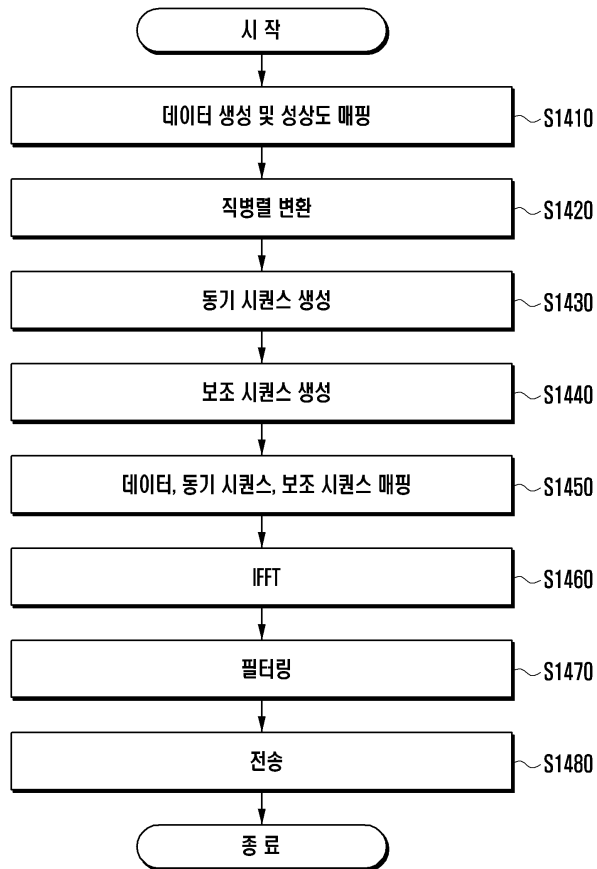 시 작
데이터 생성 및 성상도 매핑
S1410
직병렬 변환
S1420
동기 시퀀스 생성
S1430
보조 시퀀스 생성
S1440
데이터, 동기 시퀀스, 보조 시퀀스 매핑
S1450
IFFT
S1460
필터링
S1470
전송
S1480
종 료